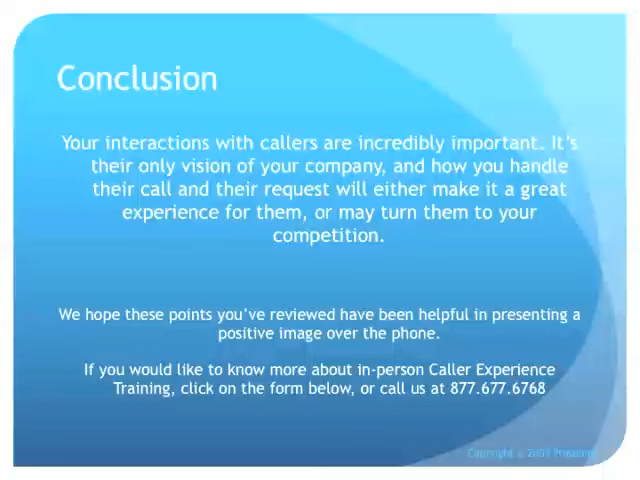 Conclusion
Your interactions with callers are incredibly important. It's
their only vision of your company, and how you handle
their call and their request will either make it a great
experience for them, or may turn them to your
competition.
We hope these points you've reviewed have been helpful in presenting a
positive image over the phone.
If you would like to know more about in-person Caller Experience
Training, click on the form below, or call us at 877.677.6768
Copyright